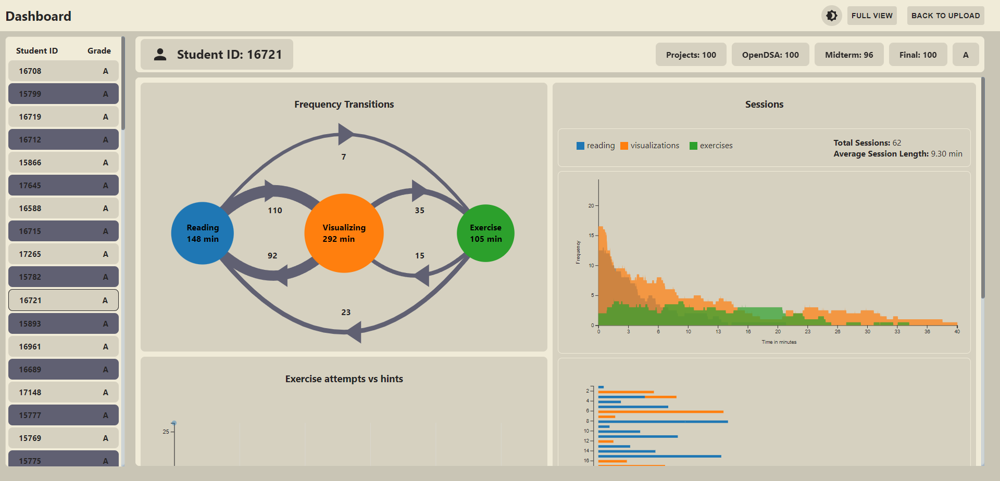 Dashboard
FULL VIEW
BACK TO UPLOAD
Student ID Grade
16708 A
15799 A
16719 A
16712 A
15866 A
17645 A
16588 A
16715 A
17265 A
15782 A
16721 A
15893 A
16961 A
16689 A
17148 A
15777 A
15769 A
15775 A
Student ID: 16721
Projects: 100
OpenDSA: 100
Midterm: 96
Final: 100
A
Frequency Transitions
7
110
35
Reading
148 min
Visualizing
292 min
Exercise
105 min
92
15
23
Exercise attempts vs hints
25
Sessions
reading visualizations exercises
Total Sessions: 62
Average Session Length: 9.30 min
Frequency
20
15
10
5
0
0 3 6 10 13 16 20 23 26 30 33 36 40
Time in minutes
2
4
6
8
10
12
14
16